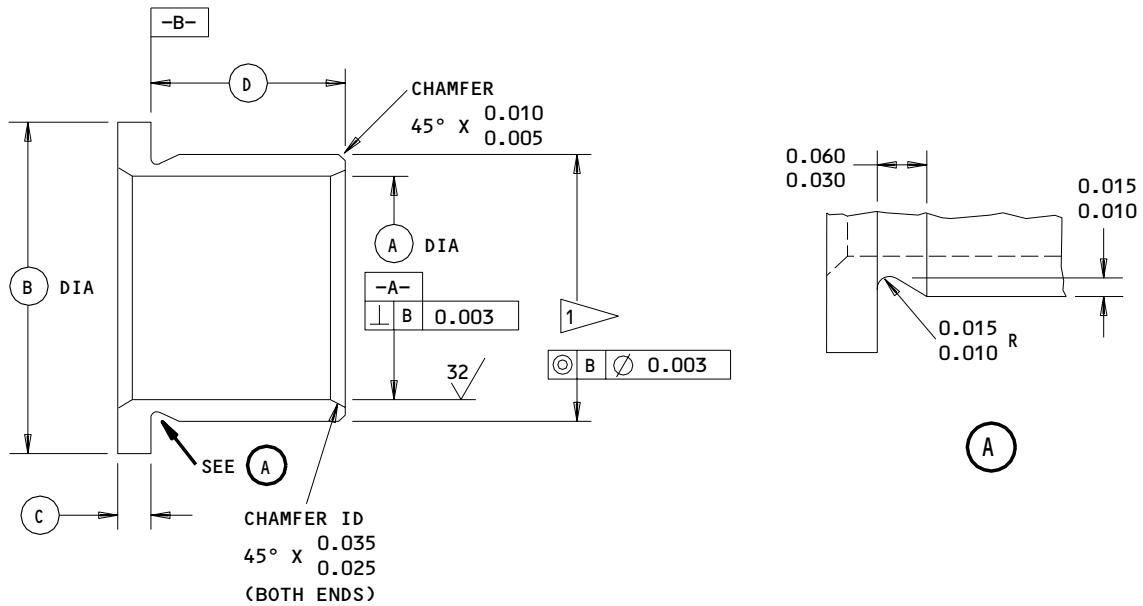 -B-
D
CHAMFER
45° X 0.010
0.005
B DIA
A DIA
-A-
⊥ B 0.003
1
◎ B ∅ 0.003
32
SEE A
C
CHAMFER ID
45° X 0.035
0.025
(BOTH ENDS)
0.060
0.030
0.015
0.010
0.015
0.010 R
A